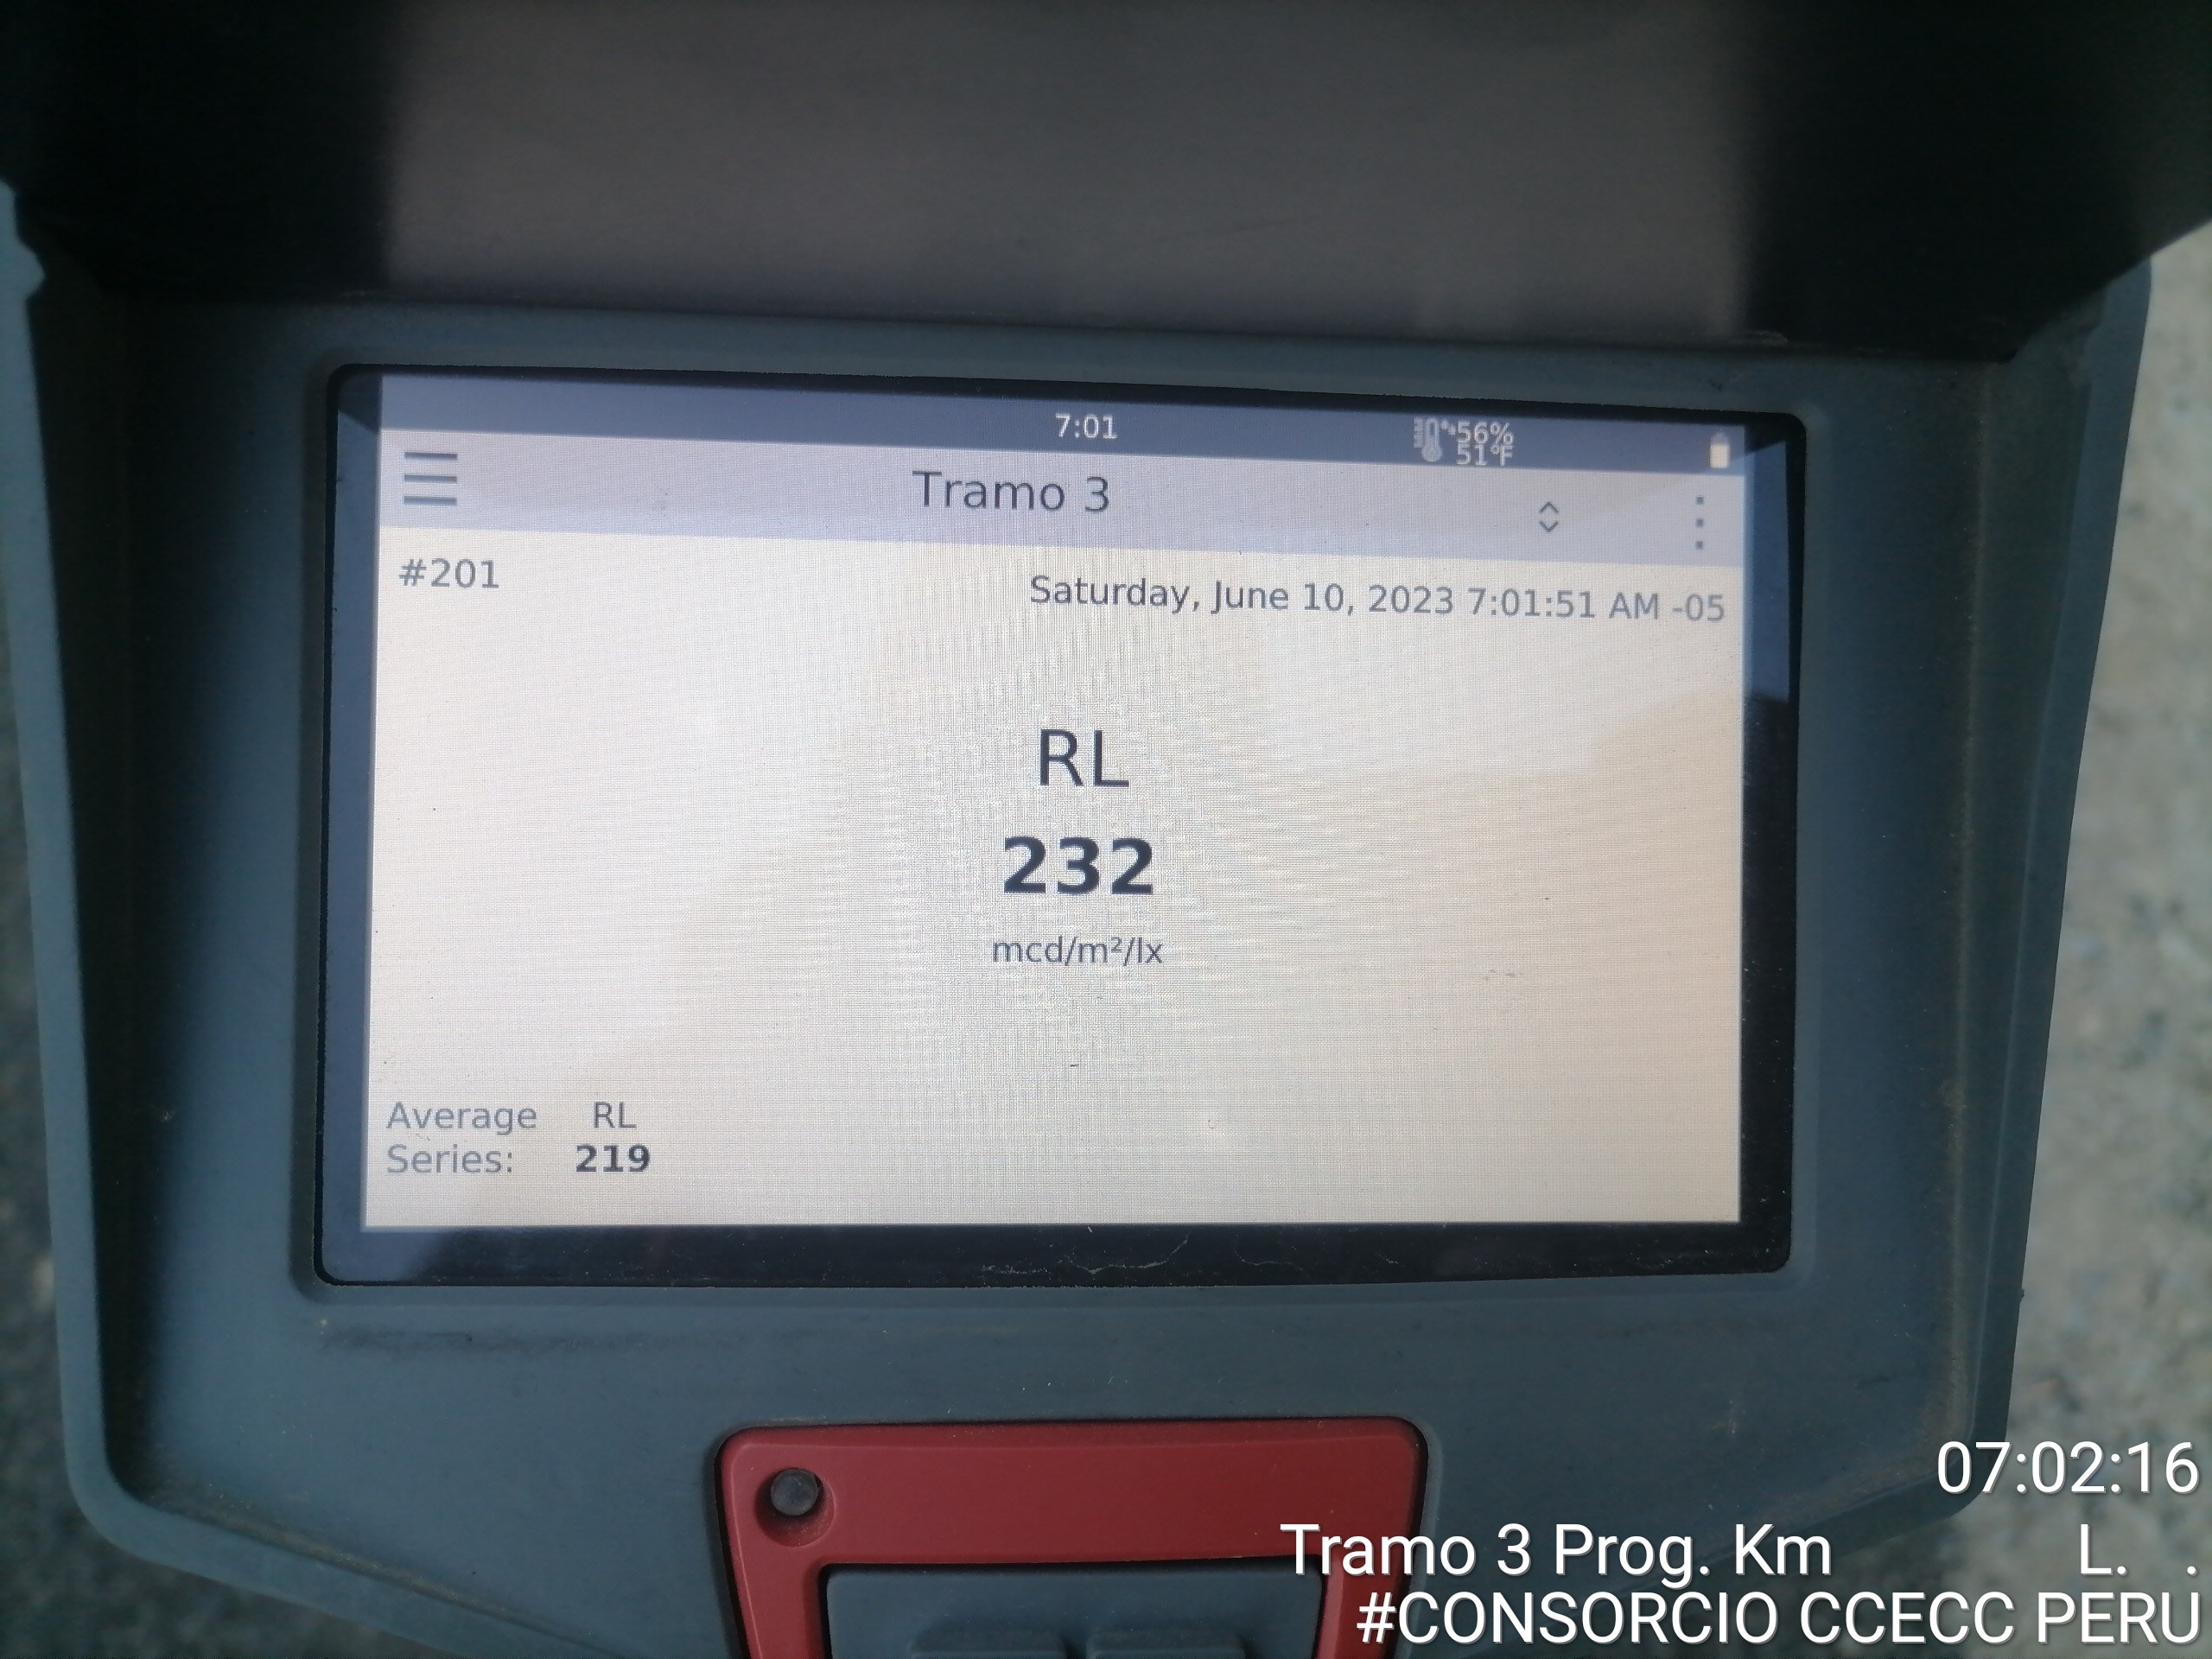 7:01
56%
51°F
Tramo 3
#201
Saturday, June 10, 2023 7:01:51 AM -05
RL
232
mcd/m²/lx
Average RL
Series: 219
07:02:16
Tramo 3 Prog. Km L. .
#CONSORCIO CCECC PERU